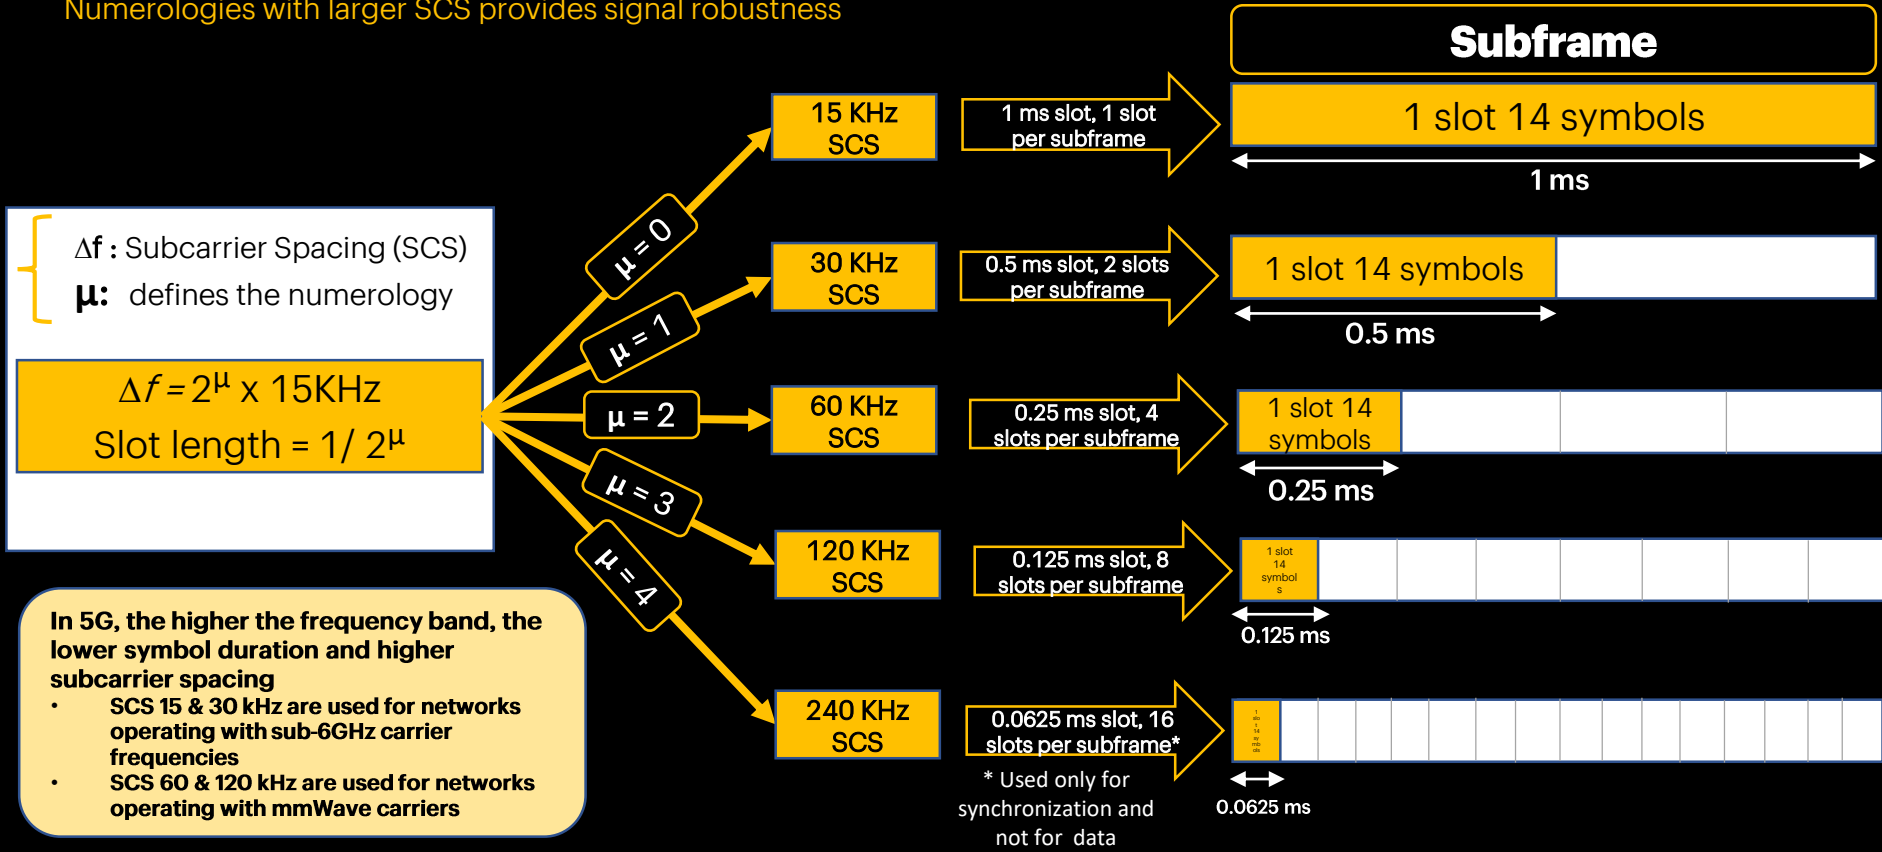 Numerologies with larger SCS provides signal robustness
Subframe
Δf : Subcarrier Spacing (SCS)
μ: defines the numerology
Δf = 2^μ x 15KHz
Slot length = 1/ 2^μ
μ = 0
15 KHz
SCS
1 ms slot, 1 slot
per subframe
1 slot 14 symbols
1 ms
μ = 1
30 KHz
SCS
0.5 ms slot, 2 slots
per subframe
1 slot 14 symbols
0.5 ms
μ = 2
60 KHz
SCS
0.25 ms slot, 4
slots per subframe
1 slot 14
symbols
0.25 ms
μ = 3
120 KHz
SCS
0.125 ms slot, 8
slots per subframe
1 slot
14
symbol
s
0.125 ms
μ = 4
240 KHz
SCS
0.0625 ms slot, 16
slots per subframe*
1
slo
t
14
sy
mb
ols
0.0625 ms
* Used only for
synchronization and
not for data
In 5G, the higher the frequency band, the
lower symbol duration and higher
subcarrier spacing
• SCS 15 & 30 kHz are used for networks
operating with sub-6GHz carrier
frequencies
• SCS 60 & 120 kHz are used for networks
operating with mmWave carriers